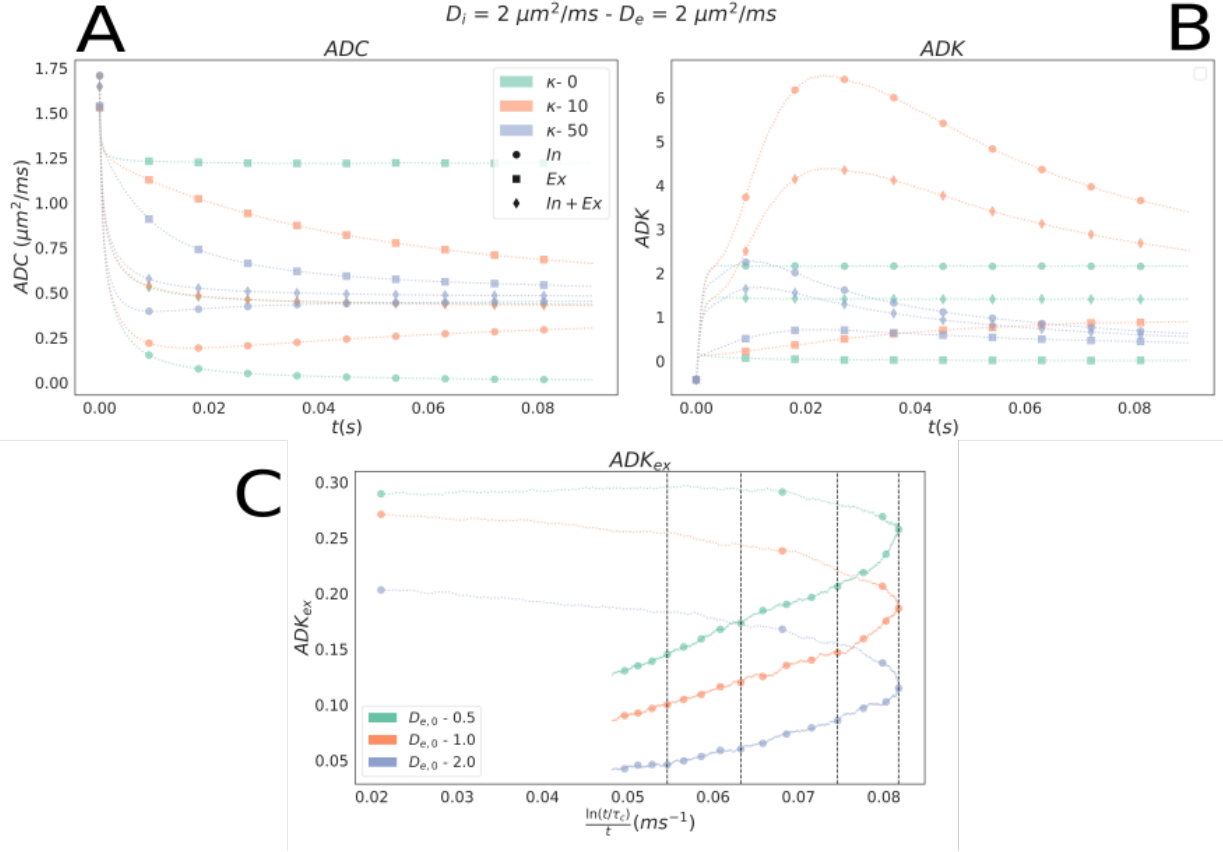 D_i = 2 μm²/ms - D_e = 2 μm²/ms
A
B
ADC
ADK
1.75
1.50
1.25
1.00
0.75
0.50
0.25
0.00
ADC (μm²/ms)
κ- 0
κ- 10
κ- 50
In
Ex
In + Ex
0.00
0.02
0.04
0.06
0.08
t(s)
6
5
4
3
2
1
0
ADK
0.00
0.02
0.04
0.06
0.08
t(s)
C
ADK_ex
0.30
0.25
0.20
0.15
0.10
0.05
ADK_ex
D_e,0 - 0.5
D_e,0 - 1.0
D_e,0 - 2.0
0.02
0.03
0.04
0.05
0.06
0.07
0.08
ln(t/τ_c)/t (ms⁻¹)